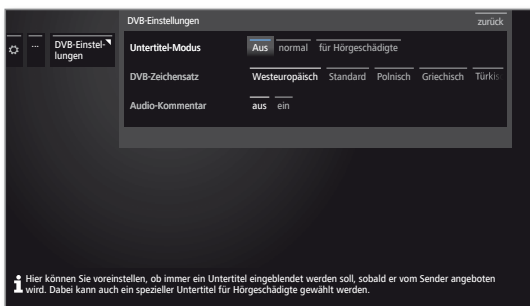 DVB-Einstellungen
zurück
...
DVB-Einstel-
lungen
Untertitel-Modus
Aus normal für Hörgeschädigte
DVB-Zeichensatz
Westeuropäisch Standard Polnisch Griechisch Türkis
Audio-Kommentar
aus ein
Hier können Sie voreinstellen, ob immer ein Untertitel eingeblendet werden soll, sobald er vom Sender angeboten
wird. Dabei kann auch ein spezieller Untertitel für Hörgeschädigte gewählt werden.